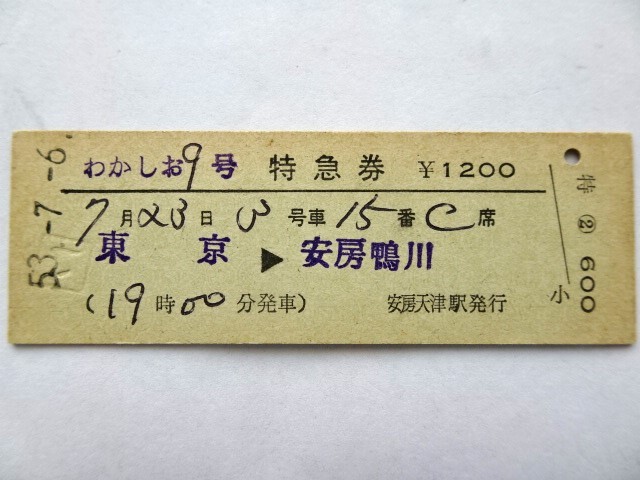 53.-7.-6.
わかしお9号 特急券 ¥1200
7月23日 3号車 15番 C席
東京 ▶ 安房鴨川
(19時00分発車) 安房天津駅発行
特 ② 600
小